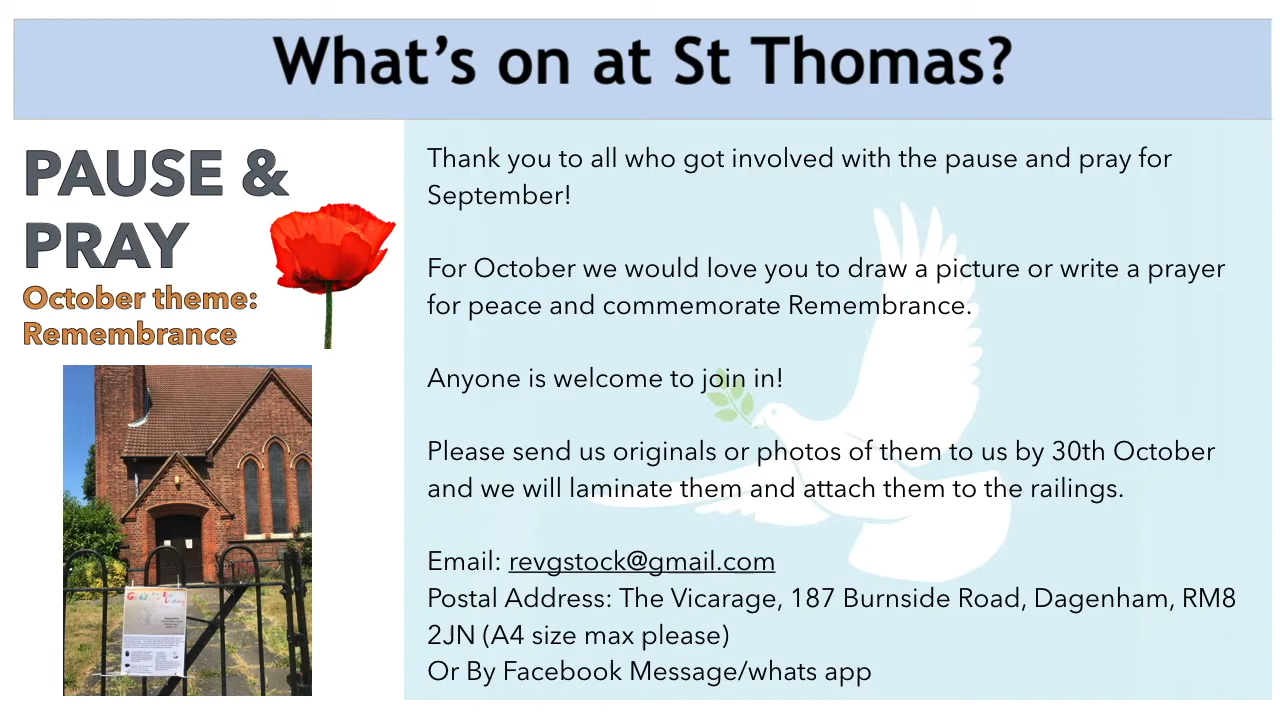 What’s on at St Thomas?
PAUSE &
PRAY
October theme:
Remembrance
Thank you to all who got involved with the pause and pray for
September!
For October we would love you to draw a picture or write a prayer
for peace and commemorate Remembrance.
Anyone is welcome to join in!
Please send us originals or photos of them to us by 30th October
and we will laminate them and attach them to the railings.
Email: revgstock@gmail.com
Postal Address: The Vicarage, 187 Burnside Road, Dagenham, RM8
2JN (A4 size max please)
Or By Facebook Message/whats app